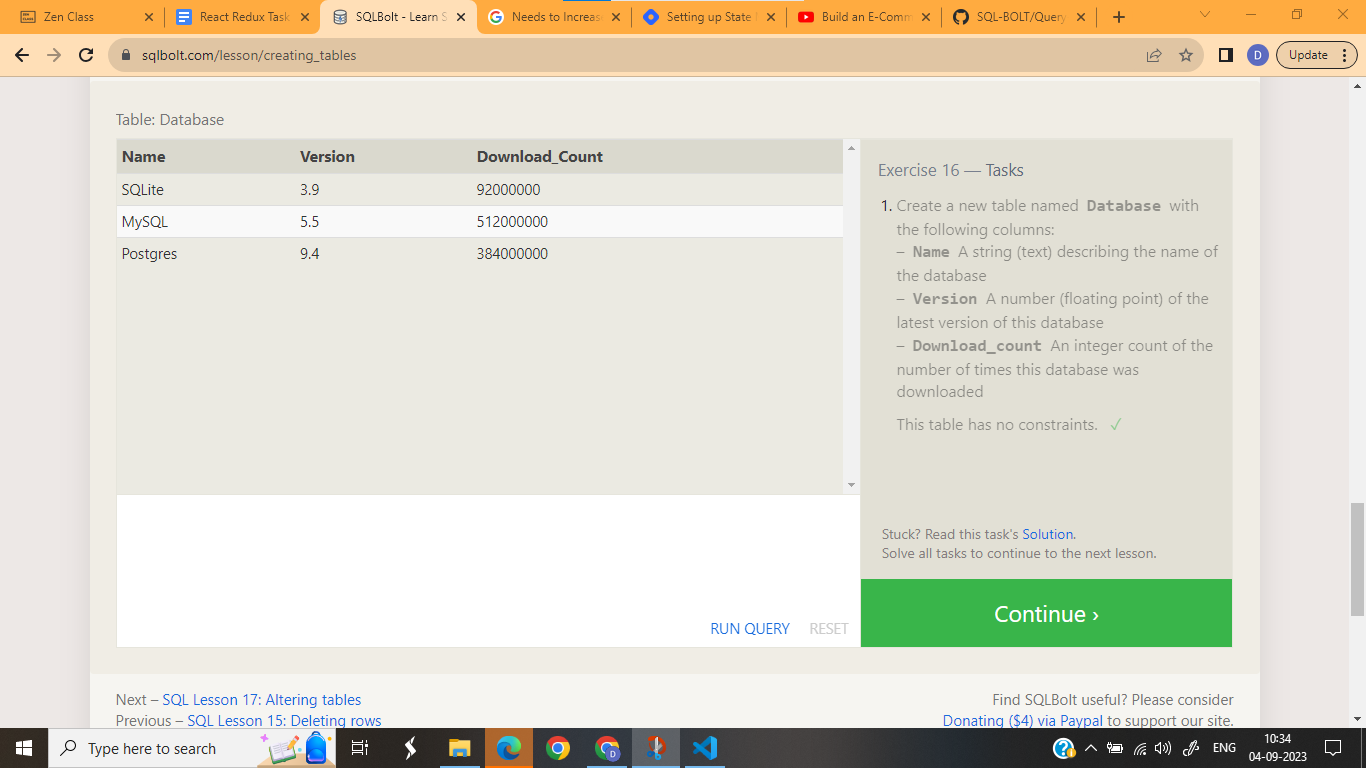 Zen Class
React Redux Task
SQLBolt - Learn S
Needs to Increas
Setting up State
Build an E-Comm
SQL-BOLT/Query
sqlbolt.com/lesson/creating_tables
D
Update
Table: Database
Name Version Download_Count
SQLite 3.9 92000000
MySQL 5.5 512000000
Postgres 9.4 384000000
RUN QUERY RESET
Exercise 16 — Tasks
1. Create a new table named Database with
the following columns:
– Name A string (text) describing the name of
the database
– Version A number (floating point) of the
latest version of this database
– Download_count An integer count of the
number of times this database was
downloaded
This table has no constraints. ✓
Stuck? Read this task's Solution.
Solve all tasks to continue to the next lesson.
Continue ›
Next – SQL Lesson 17: Altering tables
Previous – SQL Lesson 15: Deleting rows
Find SQLBolt useful? Please consider
Donating ($4) via Paypal to support our site.
Type here to search
ENG
10:34
04-09-2023